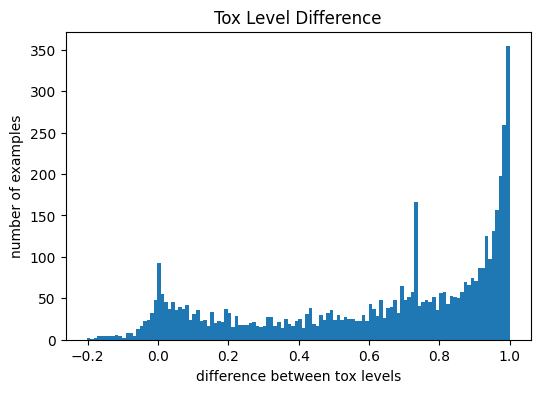 Tox Level Difference
350
300
250
200
150
100
50
0
number of examples
−0.2 0.0 0.2 0.4 0.6 0.8 1.0
difference between tox levels